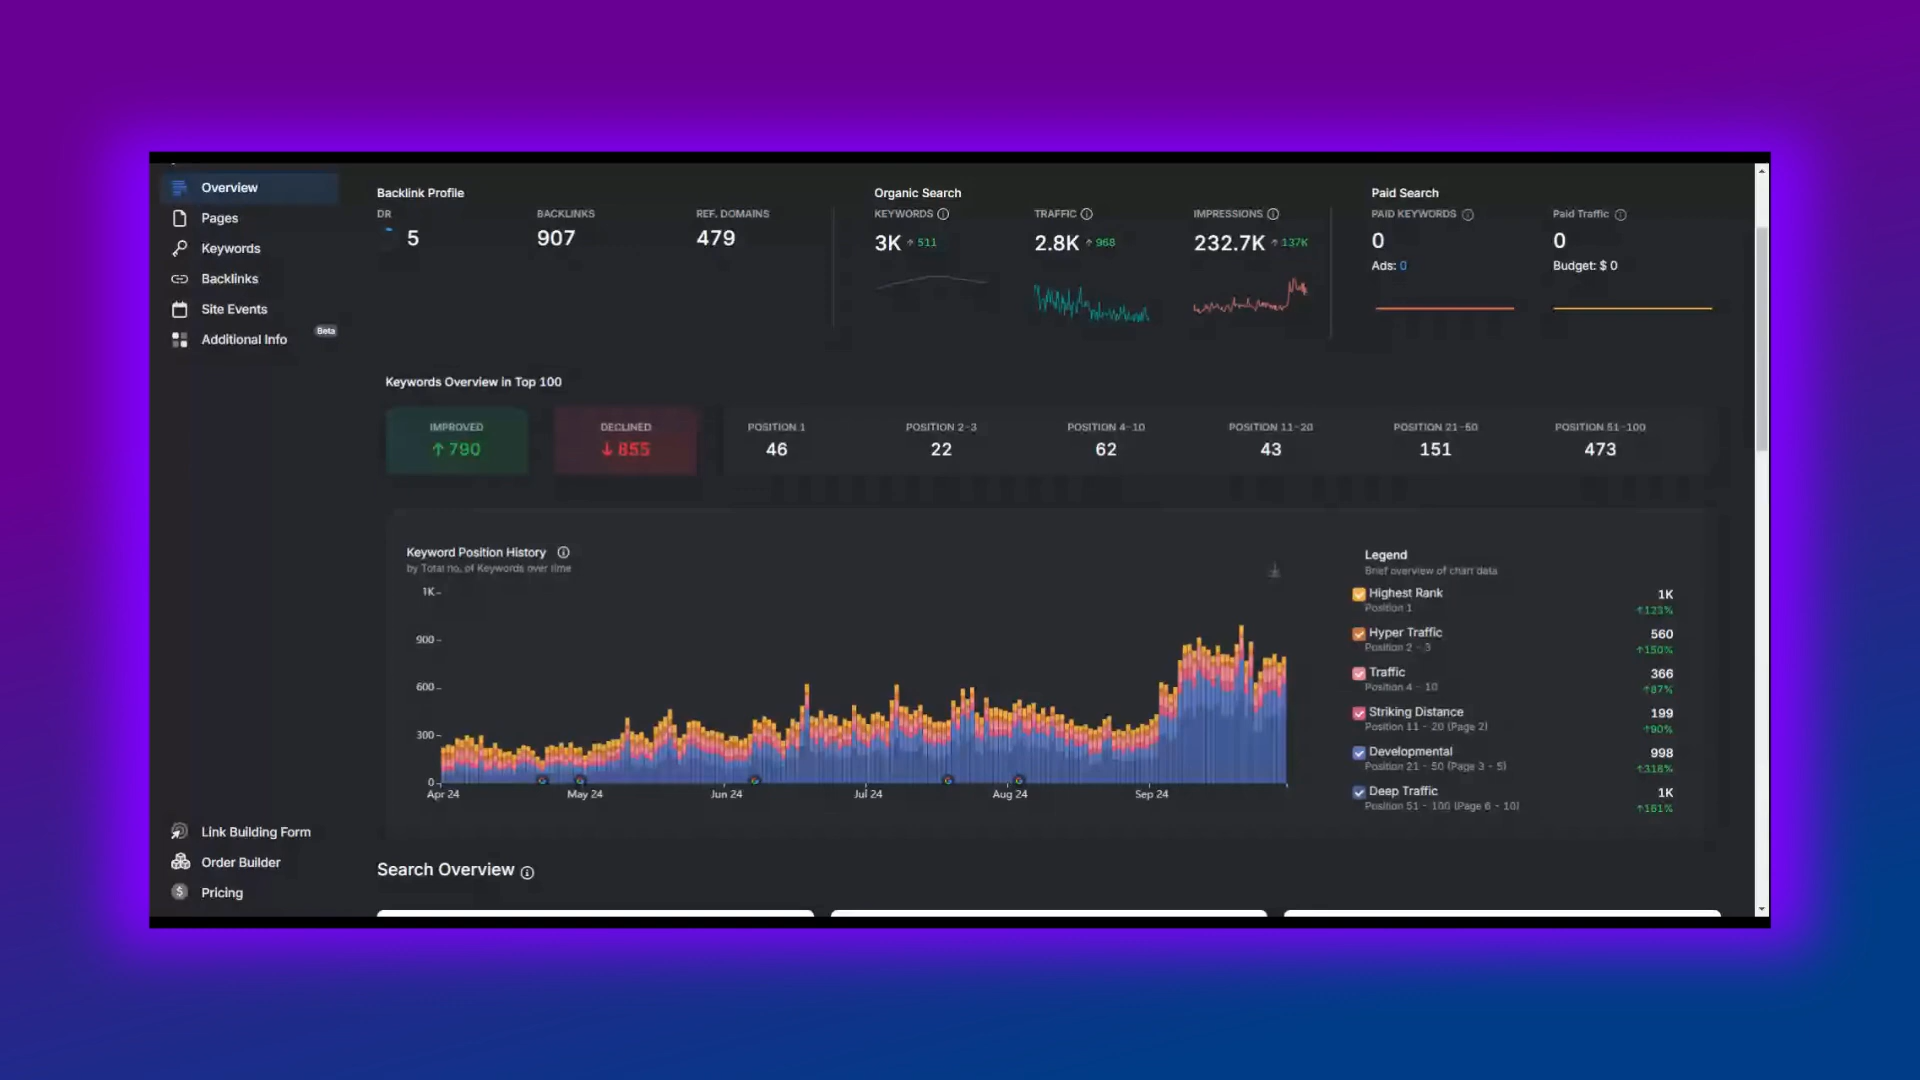 Overview
Pages
Keywords
Backlinks
Site Events
Additional Info Beta
Link Building Form
Order Builder
Pricing
Backlink Profile
DR BACKLINKS REF. DOMAINS
5 907 479
Organic Search
KEYWORDS TRAFFIC IMPRESSIONS
3K 511 2.8K 968 232.7K 137K
Paid Search
PAID KEYWORDS Paid Traffic
0 0
Ads: 0 Budget: $ 0
Keywords Overview in Top 100
IMPROVED DECLINED POSITION 1 POSITION 2-3 POSITION 4-10 POSITION 11-20 POSITION 21-50 POSITION 51-100
↑ 790 ↓ 855 46 22 62 43 151 473
Keyword Position History
by Total no. of Keywords over time
1K
900
600
300
0
Apr 24 May 24 Jun 24 Jul 24 Aug 24 Sep 24
Legend
Brief overview of chart data
Highest Rank 1K
Position 1 ↑123%
Hyper Traffic 560
Position 2 - 3 ↑150%
Traffic 366
Position 4 - 10 ↑87%
Striking Distance 199
Position 11 - 20 (Page 2) ↑90%
Developmental 998
Position 21 - 50 (Page 3 - 5) ↑318%
Deep Traffic 1K
Position 51 - 100 (Page 6 - 10) ↑161%
Search Overview